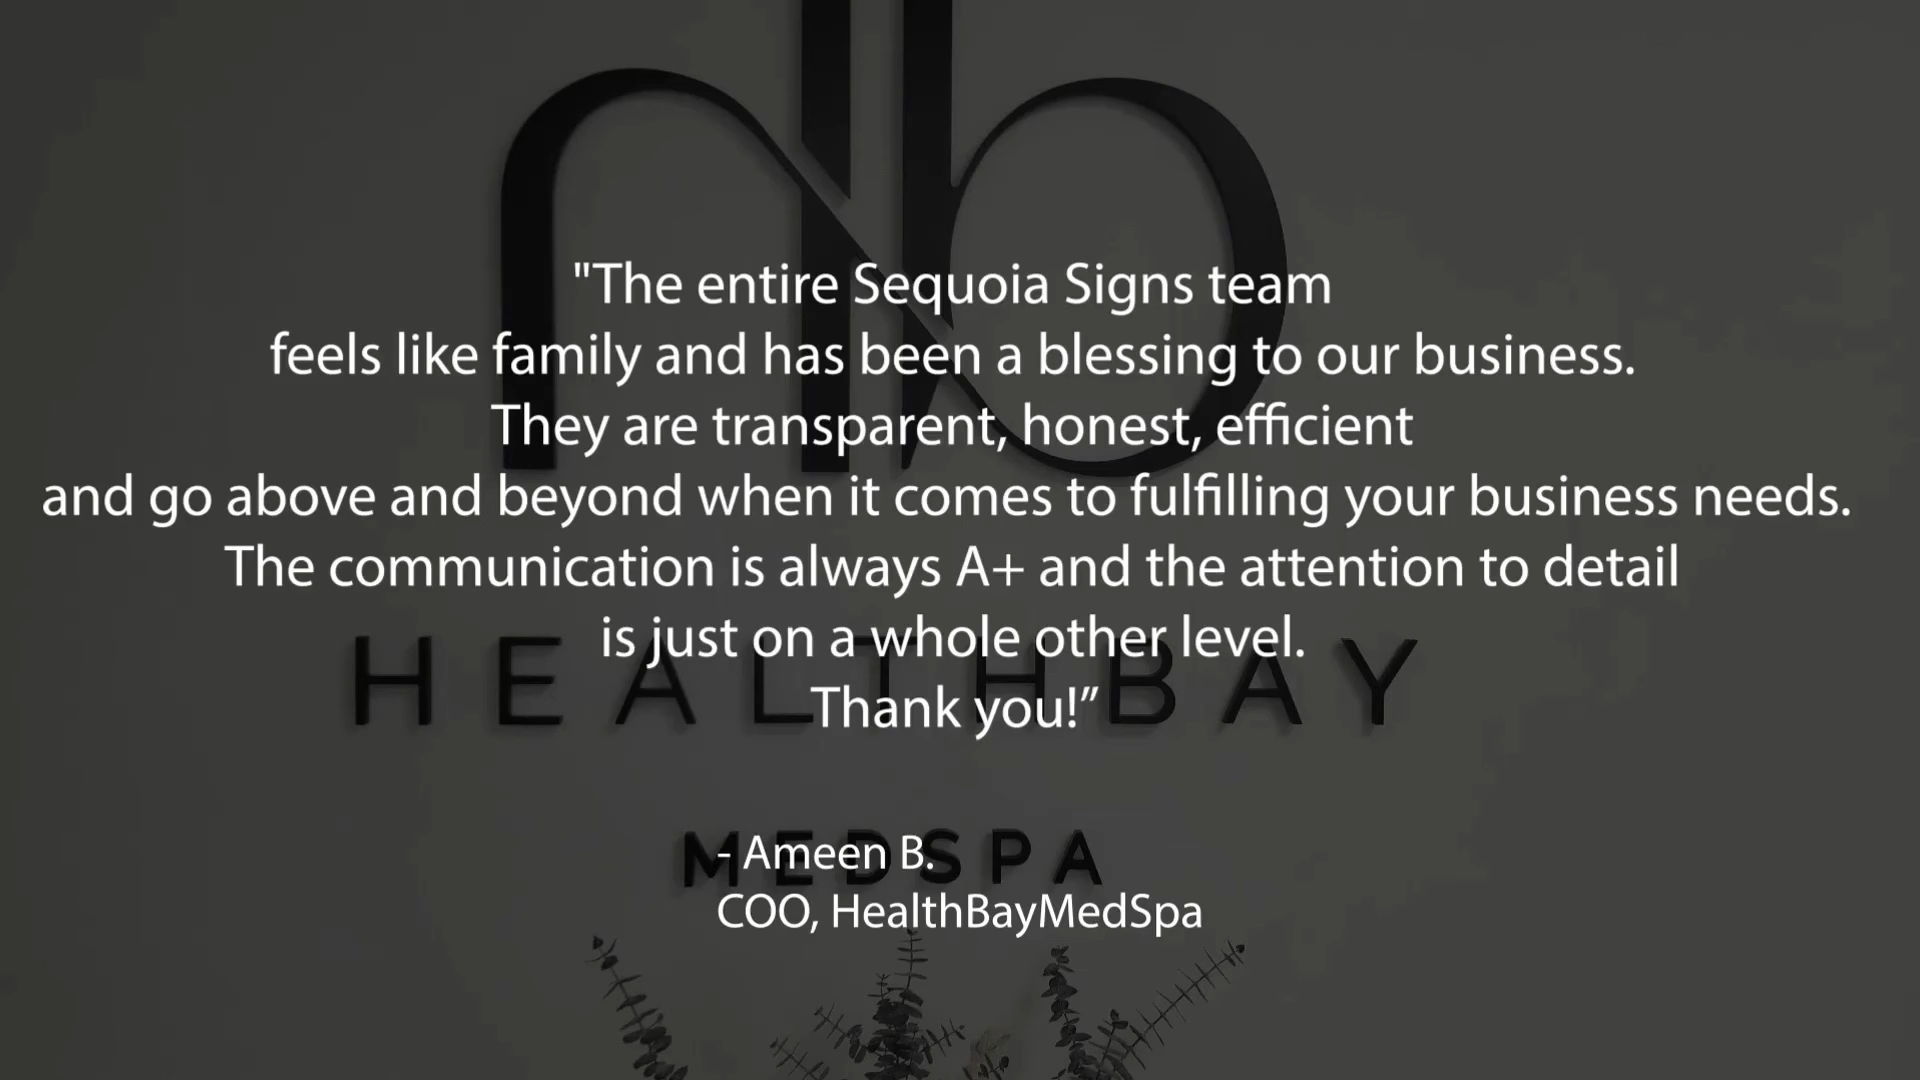 "The entire Sequoia Signs team
feels like family and has been a blessing to our business.
They are transparent, honest, efficient
and go above and beyond when it comes to fulfilling your business needs.
The communication is always A+ and the attention to detail
is just on a whole other level.
Thank you!”
HEALTHBAY
MEDSPA
- Ameen B.
COO, HealthBayMedSpa